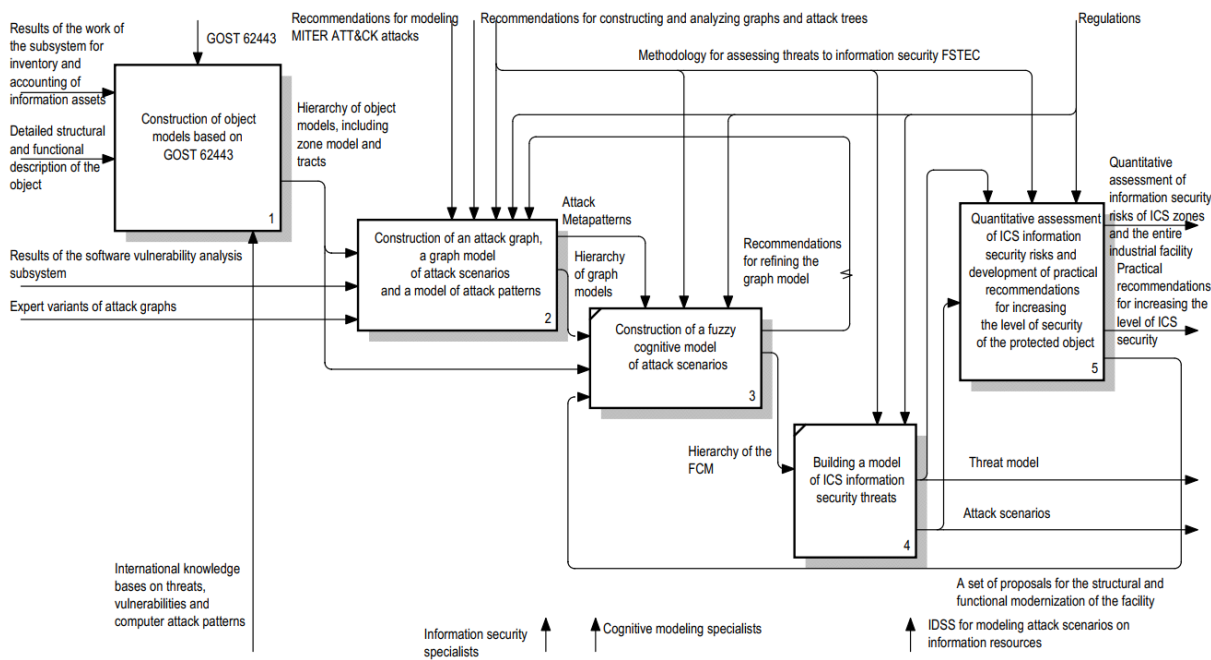 Results of the work of
the subsystem for
inventory and
accounting of
information assets
GOST 62443
Recommendations for modeling
MITER ATT&CK attacks
Recommendations for constructing and analyzing graphs and attack trees
Regulations
Methodology for assessing threats to information security FSTEC
Detailed structural
and functional
description of the
object
Construction of object
models based on
GOST 62443
1
Hierarchy of object
models, including
zone model and
tracts
Results of the software vulnerability analysis
subsystem
Expert variants of attack graphs
Construction of an attack graph,
a graph model
of attack scenarios
and a model of attack patterns
2
Attack
Metapatterns
Hierarchy
of graph
models
Recommendations
for refining the
graph model
Construction of a fuzzy
cognitive model
of attack scenarios
3
Hierarchy of the
FCM
Building a model
of ICS information
security threats
4
Quantitative assessment
of ICS information
security risks and
development of practical
recommendations
for increasing
the level of security
of the protected object
5
Quantitative
assessment of
information security
risks of ICS zones
and the entire
industrial facility
Practical
recommendations
for increasing the
level of ICS
security
Threat model
Attack scenarios
A set of proposals for the structural and
functional modernization of the facility
International knowledge
bases on threats,
vulnerabilities and
computer attack patterns
Information security
specialists
Cognitive modeling specialists
IDSS for modeling attack scenarios on
information resources